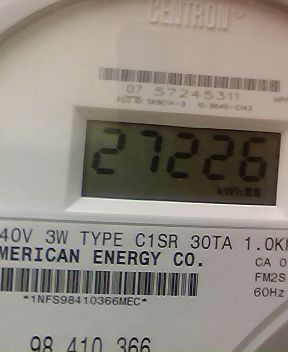 CENTRON
07 57245311
27226
kWh
40V 3W TYPE C1SR 30TA 1.0K
MERICAN ENERGY CO.
CA 0
FM2S
*1NFS98410366MEC*
60Hz
98 410 366